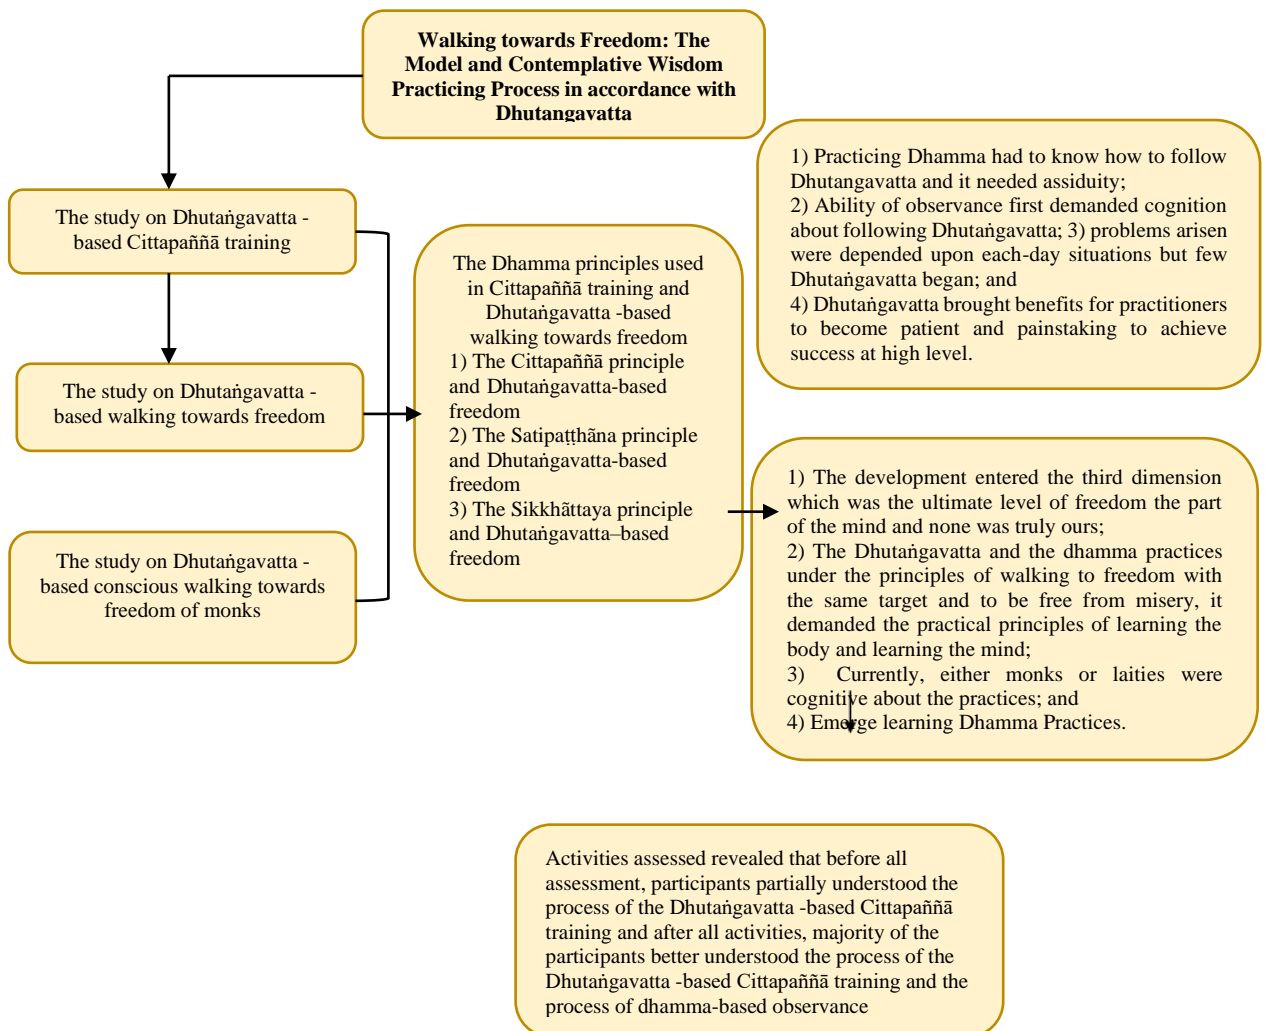 Walking towards Freedom: The
Model and Contemplative Wisdom
Practicing Process in accordance with
Dhutangavatta
The study on Dhutaṅgavatta -
based Cittapaññā training
The study on Dhutaṅgavatta -
based walking towards freedom
The study on Dhutaṅgavatta -
based conscious walking towards
freedom of monks
The Dhamma principles used
in Cittapaññā training and
Dhutaṅgavatta -based
walking towards freedom
1) The Cittapaññā principle
and Dhutaṅgavatta-based
freedom
2) The Satipaṭṭhãna principle
and Dhutaṅgavatta-based
freedom
3) The Sikkhãttaya principle
and Dhutaṅgavatta–based
freedom
1) Practicing Dhamma had to know how to follow
Dhutangavatta and it needed assiduity;
2) Ability of observance first demanded cognition
about following Dhutaṅgavatta; 3) problems arisen
were depended upon each-day situations but few
Dhutaṅgavatta began; and
4) Dhutaṅgavatta brought benefits for practitioners
to become patient and painstaking to achieve
success at high level.
1) The development entered the third dimension
which was the ultimate level of freedom the part
of the mind and none was truly ours;
2) The Dhutaṅgavatta and the dhamma practices
under the principles of walking to freedom with
the same target and to be free from misery, it
demanded the practical principles of learning the
body and learning the mind;
3) Currently, either monks or laities were
cognitive about the practices; and
4) Emerge learning Dhamma Practices.
Activities assessed revealed that before all
assessment, participants partially understood the
process of the Dhutaṅgavatta -based Cittapaññā
training and after all activities, majority of the
participants better understood the process of the
Dhutaṅgavatta -based Cittapaññā training and the
process of dhamma-based observance